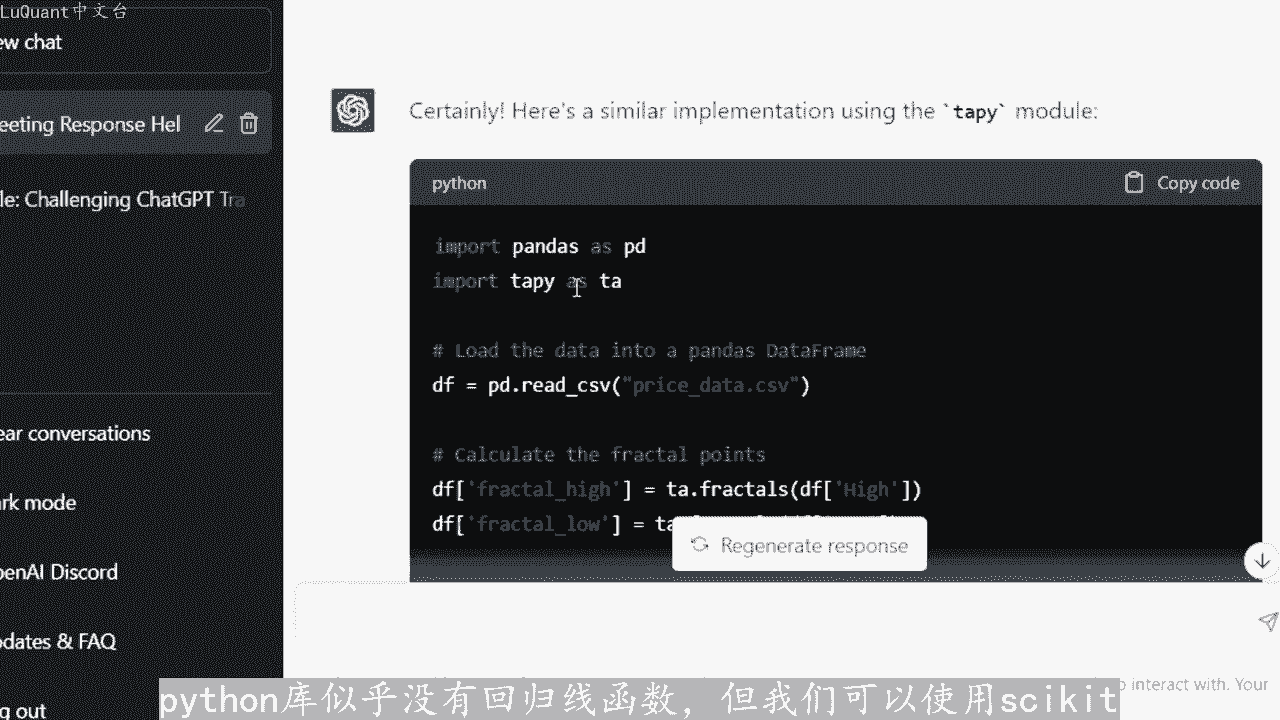 LuQuant中文台
ew chat
eeting Response Hel
le: Challenging ChatGPT Tra
ear conversations
rk mode
penAI Discord
pdates & FAQ
g out
Certainly! Here's a similar implementation using the `tapy` module:
python
Copy code
import pandas as pd
import tapy as ta
# Load the data into a pandas DataFrame
df = pd.read_csv("price_data.csv")
# Calculate the fractal points
df['fractal_high'] = ta.fractals(df['High'])
df['fractal_low'] = ta
Regenerate response
o interact with. Your
python库似乎没有回归线函数，但我们可以使用scikit